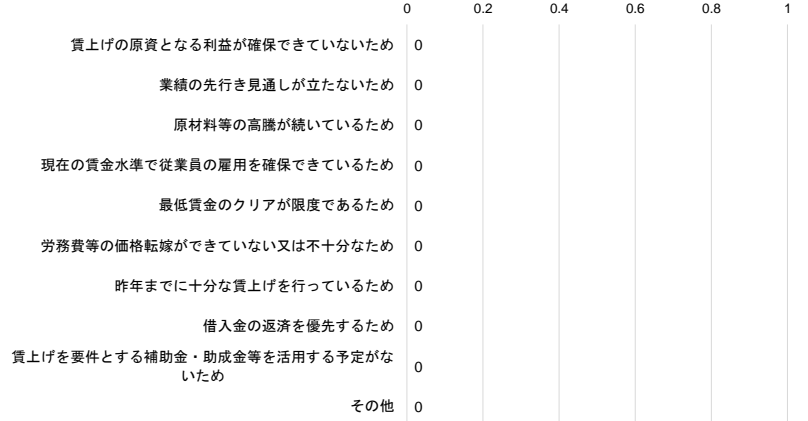 0 0.2 0.4 0.6 0.8 1
賃上げの原資となる利益が確保できていないため 0
業績の先行き見通しが立たないため 0
原材料等の高騰が続いているため 0
現在の賃金水準で従業員の雇用を確保できているため 0
最低賃金のクリアが限度であるため 0
労務費等の価格転嫁ができていない又は不十分なため 0
昨年までに十分な賃上げを行っているため 0
借入金の返済を優先するため 0
賃上げを要件とする補助金・助成金等を活用する予定がな
いため 0
その他 0